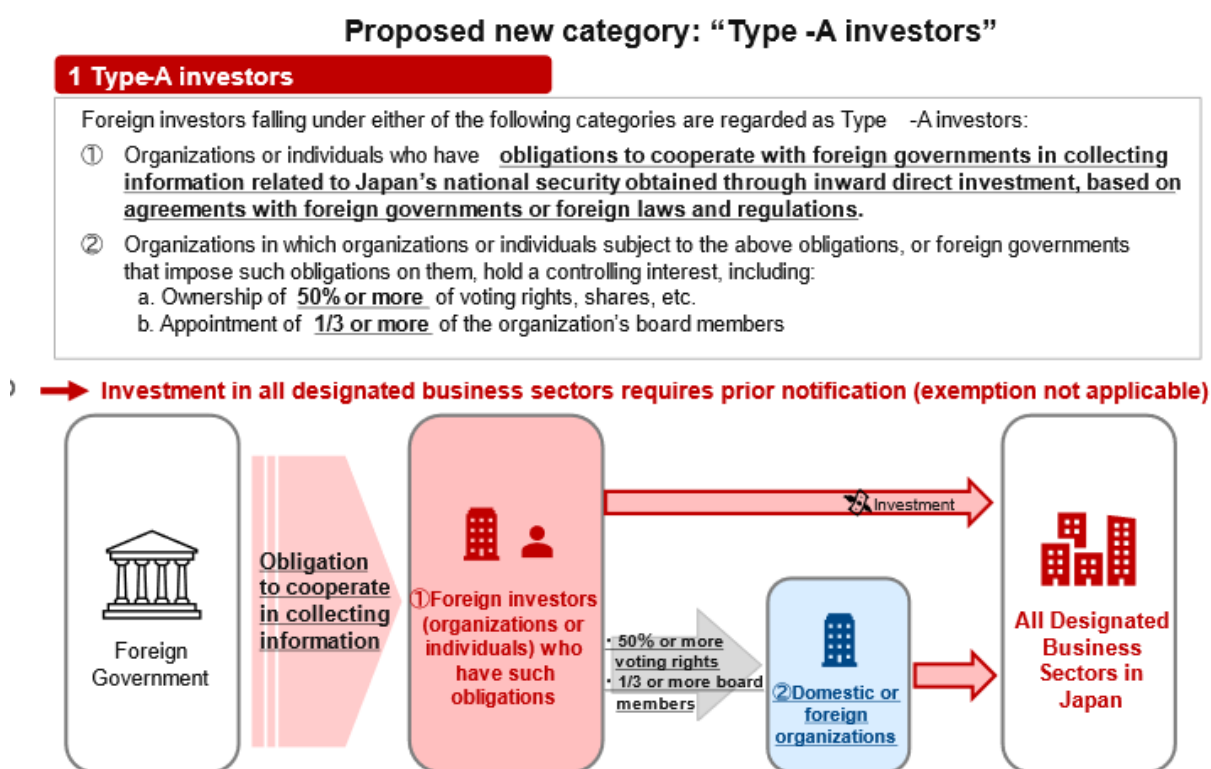 Proposed new category: “Type -A investors”
1 Type-A investors
Foreign investors falling under either of the following categories are regarded as Type -A investors:
① Organizations or individuals who have obligations to cooperate with foreign governments in collecting
information related to Japan’s national security obtained through inward direct investment, based on
agreements with foreign governments or foreign laws and regulations.
② Organizations in which organizations or individuals subject to the above obligations, or foreign governments
that impose such obligations on them, hold a controlling interest, including:
a. Ownership of 50% or more of voting rights, shares, etc.
b. Appointment of 1/3 or more of the organization’s board members
Investment in all designated business sectors requires prior notification (exemption not applicable)
Foreign
Government
Obligation
to cooperate
in collecting
information
①Foreign investors
(organizations or
individuals) who
have such
obligations
Investment
・50% or more
voting rights
・1/3 or more board
members
②Domestic or
foreign
organizations
All Designated
Business
Sectors in
Japan